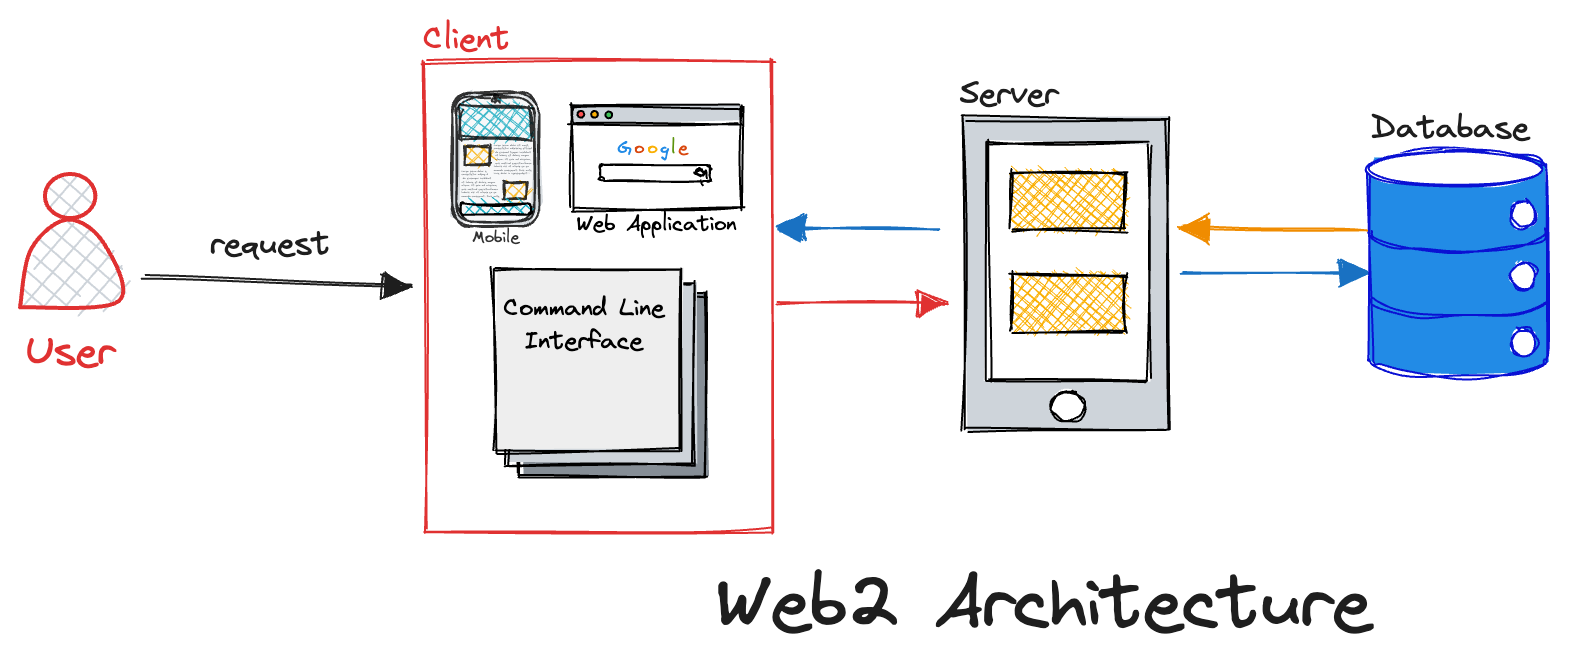 Client
Server
Database
Google
Web Application
Mobile
request
Command Line
Interface
User
Web2 Architecture